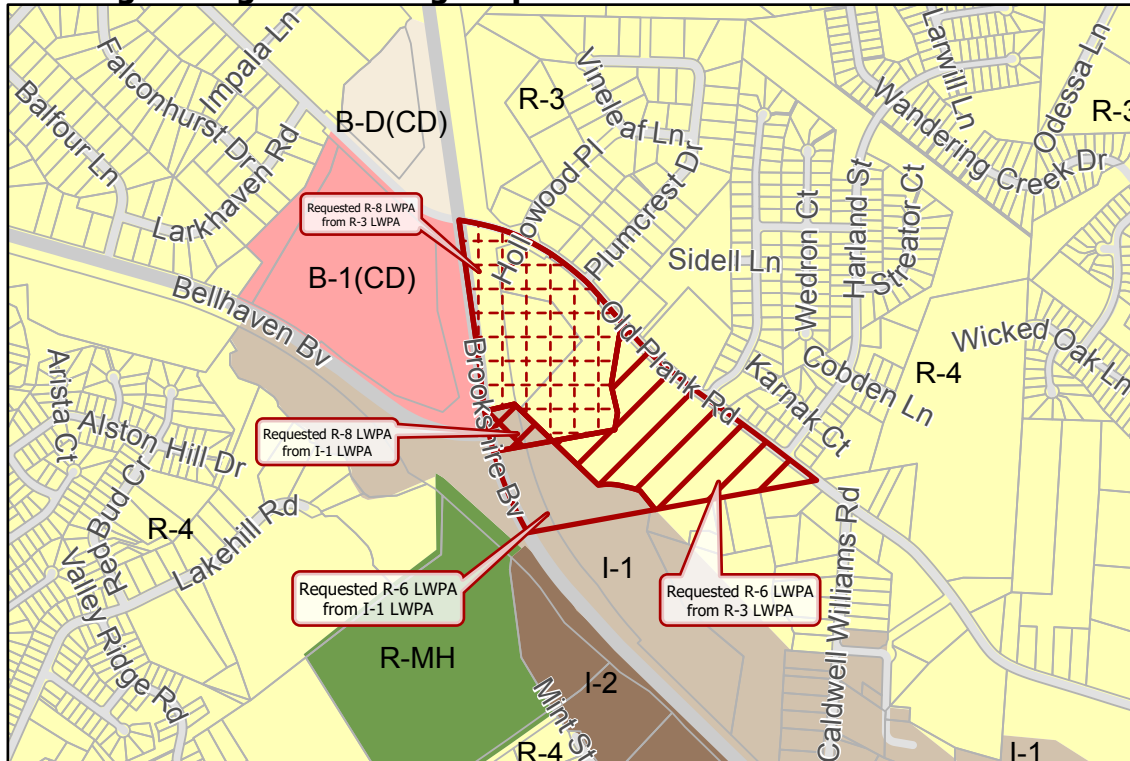 Impala Ln
Falconhurst Dr
Balfour Ln
Larkhaven Rd
B-D(CD)
R-3
Vineleaf Ln
Hollowood Pl
Plumcrest Dr
Larwill Ln
Odessa Ln
R-3
Wandering Creek Dr
Requested R-8 LWPA
from R-3 LWPA
B-1(CD)
Bellhaven Bv
Sidell Ln
Wedron Ct
Harland St
Streator Ct
Old Plank Rd
Wicked Oak Ln
Brookshire Bv
Karnak Ct
Cobden Ln
R-4
Arista Ct
Alston Hill Dr
Requested R-8 LWPA
from I-1 LWPA
Red Bud Cr
R-4
Lakehill Rd
Valley Ridge Rd
Requested R-6 LWPA
from I-1 LWPA
I-1
Requested R-6 LWPA
from R-3 LWPA
Caldwell Williams Rd
R-MH
I-2
Mint St
R-4
I-1